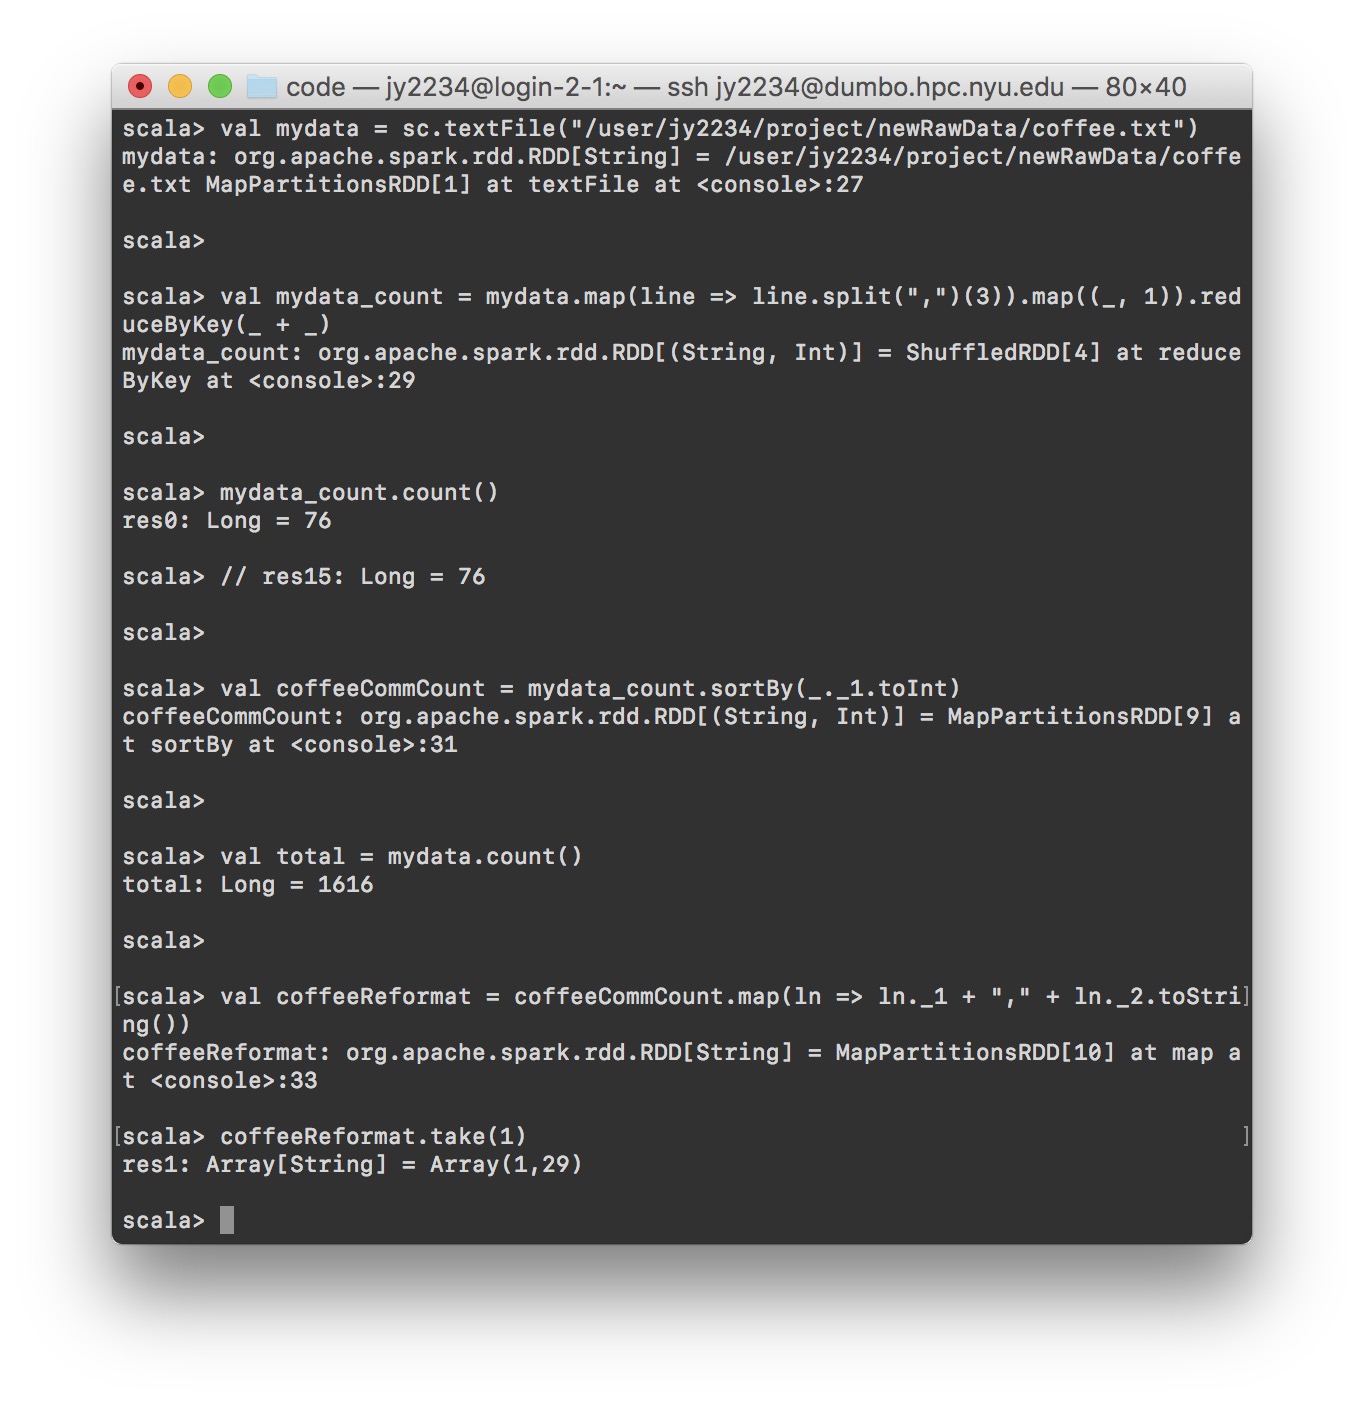 code — jy2234@login-2-1:~ — ssh jy2234@dumbo.hpc.nyu.edu — 80×40
scala> val mydata = sc.textFile("/user/jy2234/project/newRawData/coffee.txt")
mydata: org.apache.spark.rdd.RDD[String] = /user/jy2234/project/newRawData/coffe
e.txt MapPartitionsRDD[1] at textFile at <console>:27
scala>
scala> val mydata_count = mydata.map(line => line.split(",")(3)).map((_, 1)).red
uceByKey(_ + _)
mydata_count: org.apache.spark.rdd.RDD[(String, Int)] = ShuffledRDD[4] at reduce
ByKey at <console>:29
scala>
scala> mydata_count.count()
res0: Long = 76
scala> // res15: Long = 76
scala>
scala> val coffeeCommCount = mydata_count.sortBy(_._1.toInt)
coffeeCommCount: org.apache.spark.rdd.RDD[(String, Int)] = MapPartitionsRDD[9] a
t sortBy at <console>:31
scala>
scala> val total = mydata.count()
total: Long = 1616
scala>
[scala> val coffeeReformat = coffeeCommCount.map(ln => ln._1 + "," + ln._2.toStri]
ng())
coffeeReformat: org.apache.spark.rdd.RDD[String] = MapPartitionsRDD[10] at map a
t <console>:33
[scala> coffeeReformat.take(1) ]
res1: Array[String] = Array(1,29)
scala>